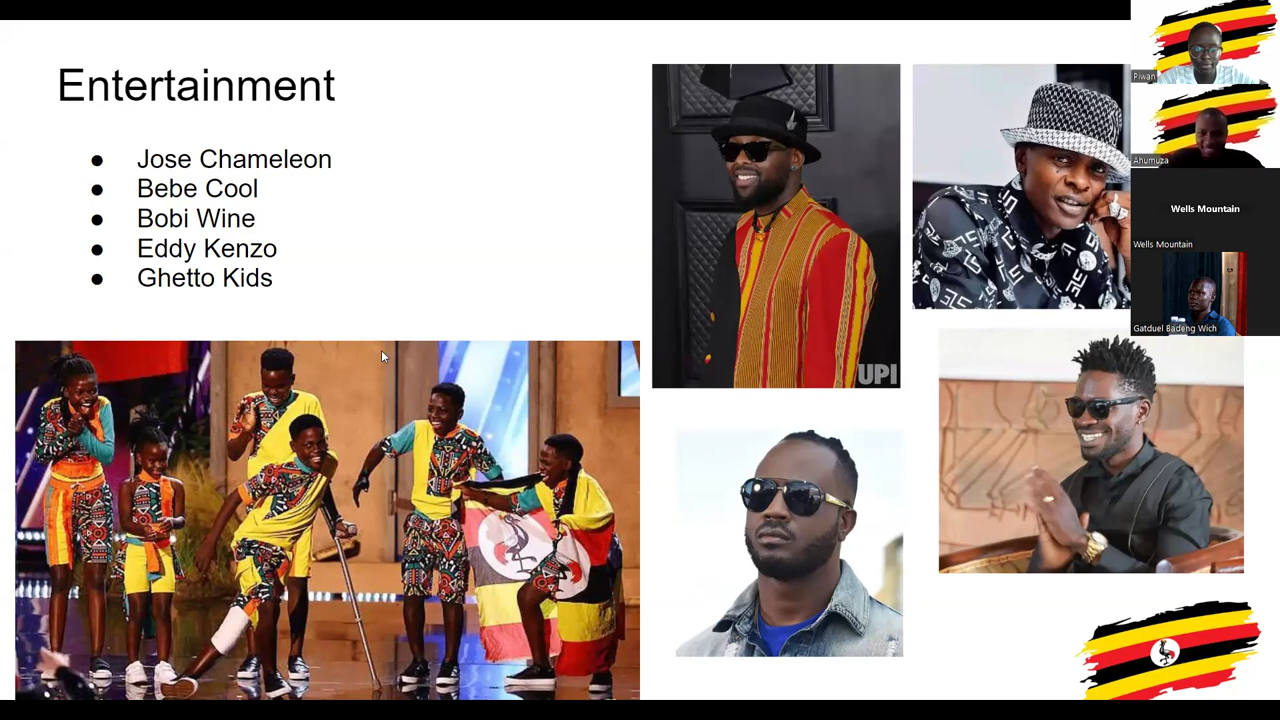 Entertainment
● Jose Chameleon
● Bebe Cool
● Bobi Wine
● Eddy Kenzo
● Ghetto Kids
UPI
Piwan
Ahumuza
Wells Mountain
Wells Mountain
Gatduel Badeng Wich